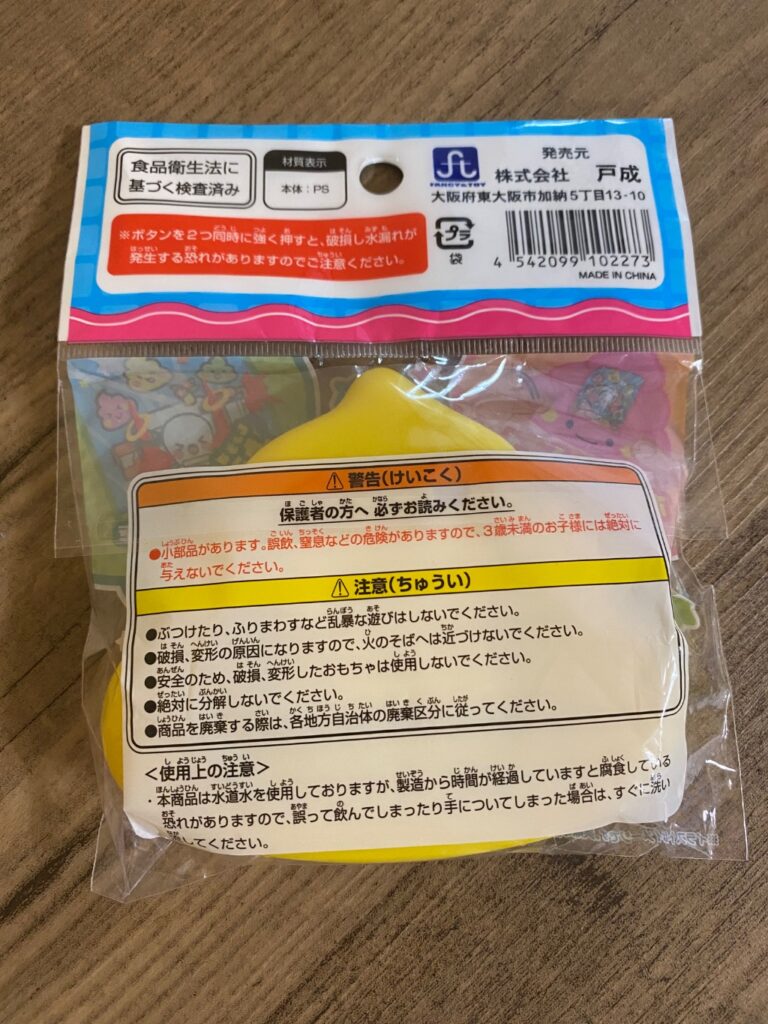 食品衛生法に
基づく検査済み
材質表示
本体：PS
ft
FANCY&TOY
発売元
株式会社 戸成
大阪府東大阪市加納5丁目13-10
※ボタンを2つ同時に強く押すと、破損し水漏れが
発生する恐れがありますのでご注意ください。
プラ
袋
4 542099 102273
MADE IN CHINA
⚠警告(けいこく)
保護者の方へ 必ずお読みください。
●小部品があります。誤飲、窒息などの危険がありますので、3歳未満のお子様には絶対に
与えないでください。
⚠注意(ちゅうい)
●ぶつけたり、ふりまわすなど乱暴な遊びはしないでください。
●破損、変形の原因になりますので、火のそばへは近づけないでください。
●安全のため、破損、変形したおもちゃは使用しないでください。
●絶対に分解しないでください。
●商品を廃棄する際は、各地方自治体の廃棄区分に従ってください。
＜使用上の注意＞
・本商品は水道水を使用しておりますが、製造から時間が経過していますと腐食している
恐れがありますので、誤って飲んでしまったり手についてしまった場合は、すぐに洗い
してください。